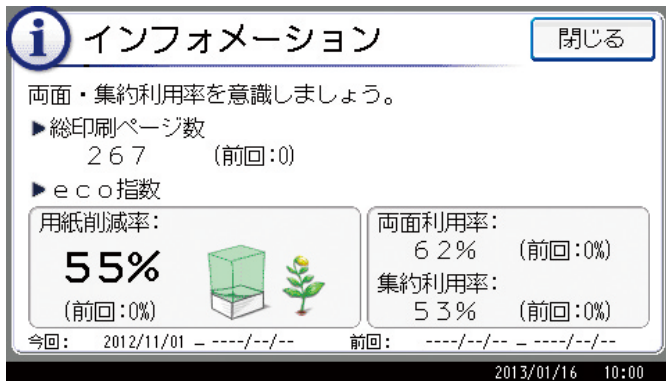 i インフォメーション 閉じる
両面・集約利用率を意識しましょう。
▶総印刷ページ数
267 (前回:0)
▶eco指数
用紙削減率:
55%
(前回:0%)
両面利用率:
62% (前回:0%)
集約利用率:
53% (前回:0%)
今回: 2012/11/01 – ----/--/-- 前回: ----/--/-- – ----/--/--
2013/01/16 10:00